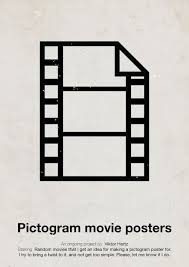 Pictogram movie posters
An ongoing project by Viktor Hertz
Starring: Random movies that I got an idea for making a pictogram poster for.
I try to bring a twist to it, and not get too simple. Please, let me know if I do.